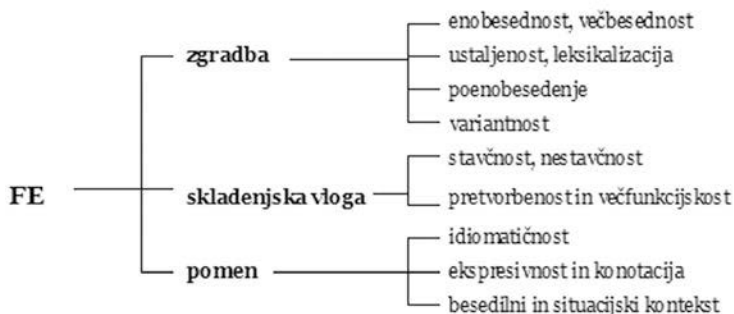 enobesednost, večbesednost
zgradba
ustaljenost, leksikalizacija
poenobesedenje
variantnost
stavčnost, nestavčnost
FE
skladenjska vloga
pretvorbenost in večfunkcijskost
idiomatičnost
pomen
ekspresivnost in konotacija
besedilni in situacijski kontekst